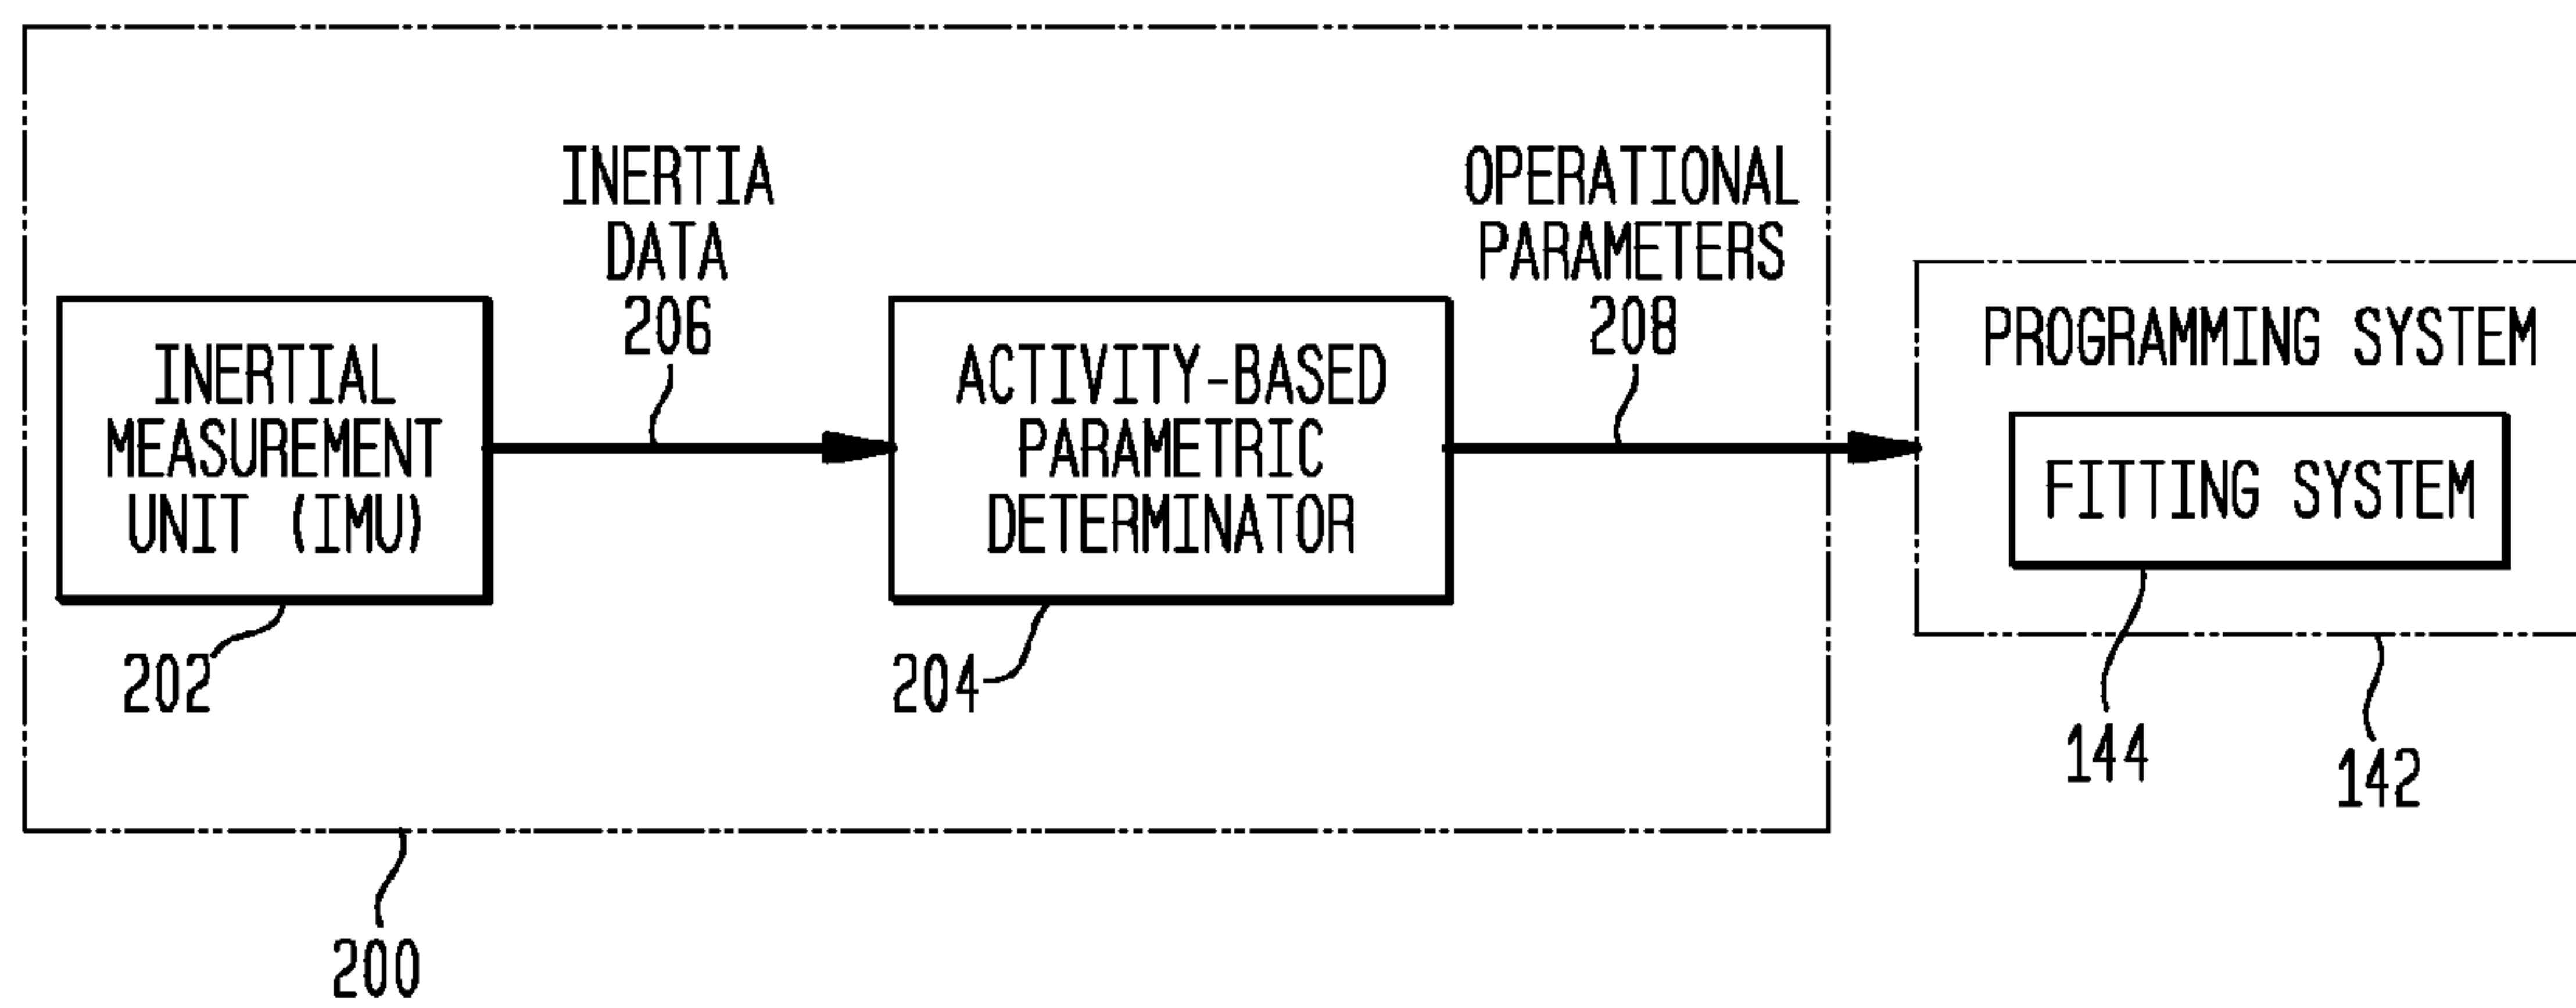 INERTIA
DATA
206
OPERATIONAL
PARAMETERS
208
INERTIAL
MEASUREMENT
UNIT (IMU)
202
ACTIVITY-BASED
PARAMETRIC
DETERMINATOR
204
PROGRAMMING SYSTEM
FITTING SYSTEM
144
142
200